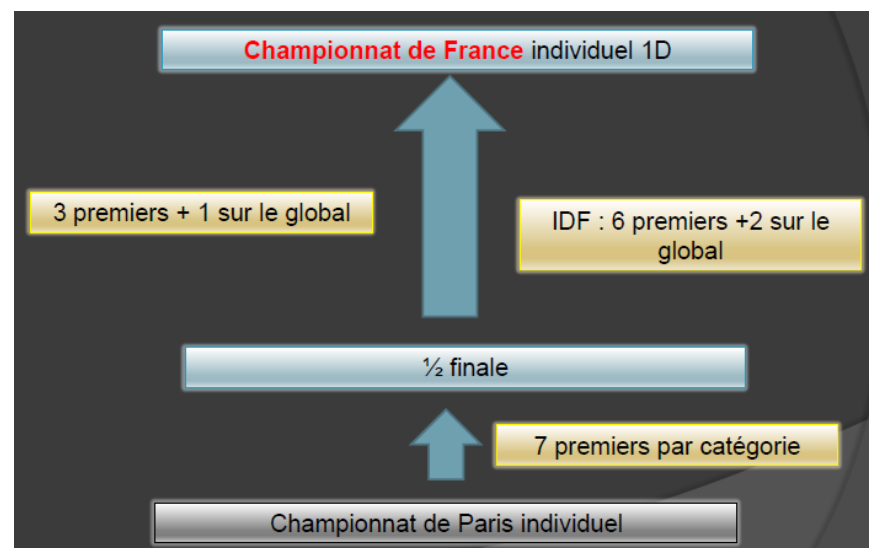 Championnat de France individuel 1D
3 premiers + 1 sur le global
IDF : 6 premiers +2 sur le
global
½ finale
7 premiers par catégorie
Championnat de Paris individuel